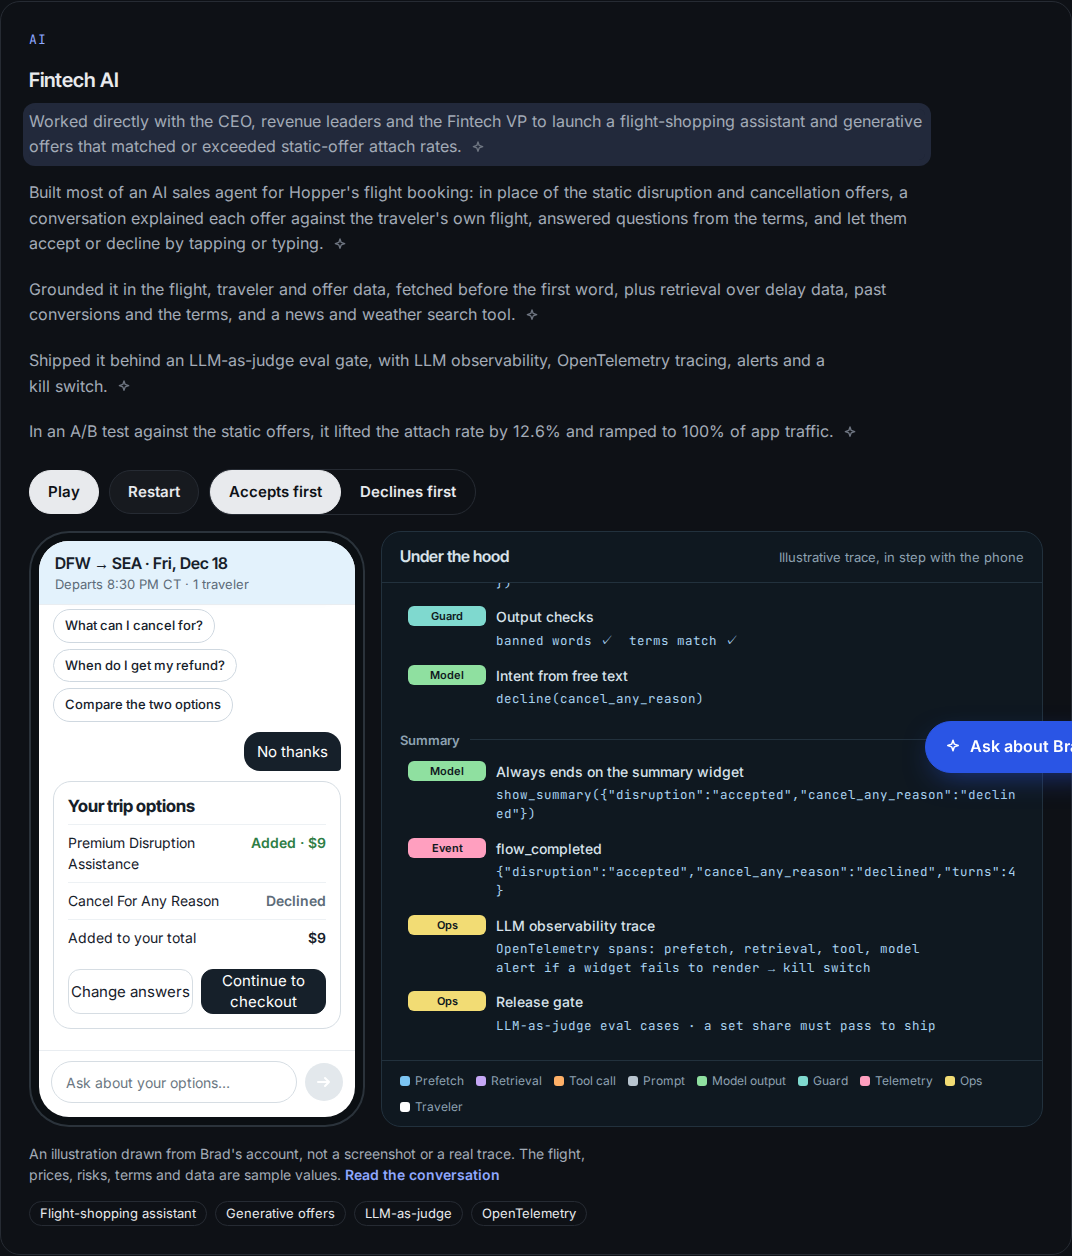 AI
Fintech AI
Worked directly with the CEO, revenue leaders and the Fintech VP to launch a flight-shopping assistant and generative
offers that matched or exceeded static-offer attach rates.
Built most of an AI sales agent for Hopper's flight booking: in place of the static disruption and cancellation offers, a
conversation explained each offer against the traveler's own flight, answered questions from the terms, and let them
accept or decline by tapping or typing.
Grounded it in the flight, traveler and offer data, fetched before the first word, plus retrieval over delay data, past
conversions and the terms, and a news and weather search tool.
Shipped it behind an LLM-as-judge eval gate, with LLM observability, OpenTelemetry tracing, alerts and a
kill switch.
In an A/B test against the static offers, it lifted the attach rate by 12.6% and ramped to 100% of app traffic.
Play
Restart
Accepts first
Declines first
DFW → SEA · Fri, Dec 18
Departs 8:30 PM CT · 1 traveler
What can I cancel for?
When do I get my refund?
Compare the two options
No thanks
Your trip options
Premium Disruption
Assistance
Added · $9
Cancel For Any Reason
Declined
Added to your total
$9
Change answers
Continue to
checkout
Ask about your options...
Under the hood
Illustrative trace, in step with the phone
})
Guard
Output checks
banned words ✓ terms match ✓
Model
Intent from free text
decline(cancel_any_reason)
Summary
Model
Always ends on the summary widget
show_summary({"disruption":"accepted","cancel_any_reason":"declin
ed"})
Event
flow_completed
{"disruption":"accepted","cancel_any_reason":"declined","turns":4
}
Ops
LLM observability trace
OpenTelemetry spans: prefetch, retrieval, tool, model
alert if a widget fails to render → kill switch
Ops
Release gate
LLM-as-judge eval cases · a set share must pass to ship
Prefetch
Retrieval
Tool call
Prompt
Model output
Guard
Telemetry
Ops
Traveler
Ask about Bra
An illustration drawn from Brad's account, not a screenshot or a real trace. The flight,
prices, risks, terms and data are sample values. Read the conversation
Flight-shopping assistant
Generative offers
LLM-as-judge
OpenTelemetry